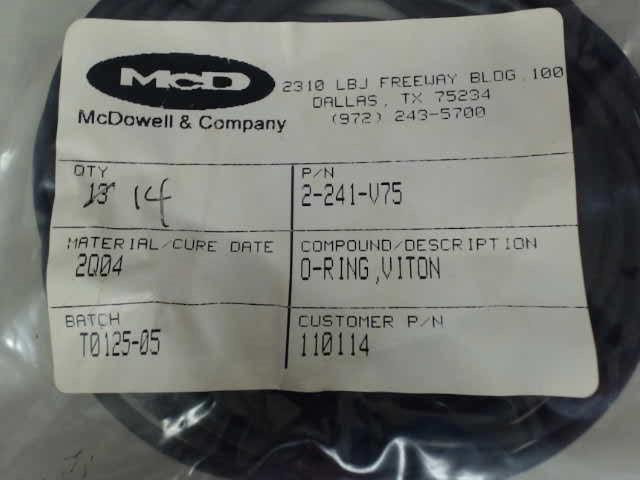 McD
McDowell & Company
2310 LBJ FREEWAY BLDG.100
DALLAS, TX 75234
(972) 243-5700
QTY
13 14
P/N
2-241-V75
MATERIAL/CURE DATE
2Q04
COMPOUND/DESCRIPTION
O-RING,VITON
BATCH
T0125-05
CUSTOMER P/N
110114